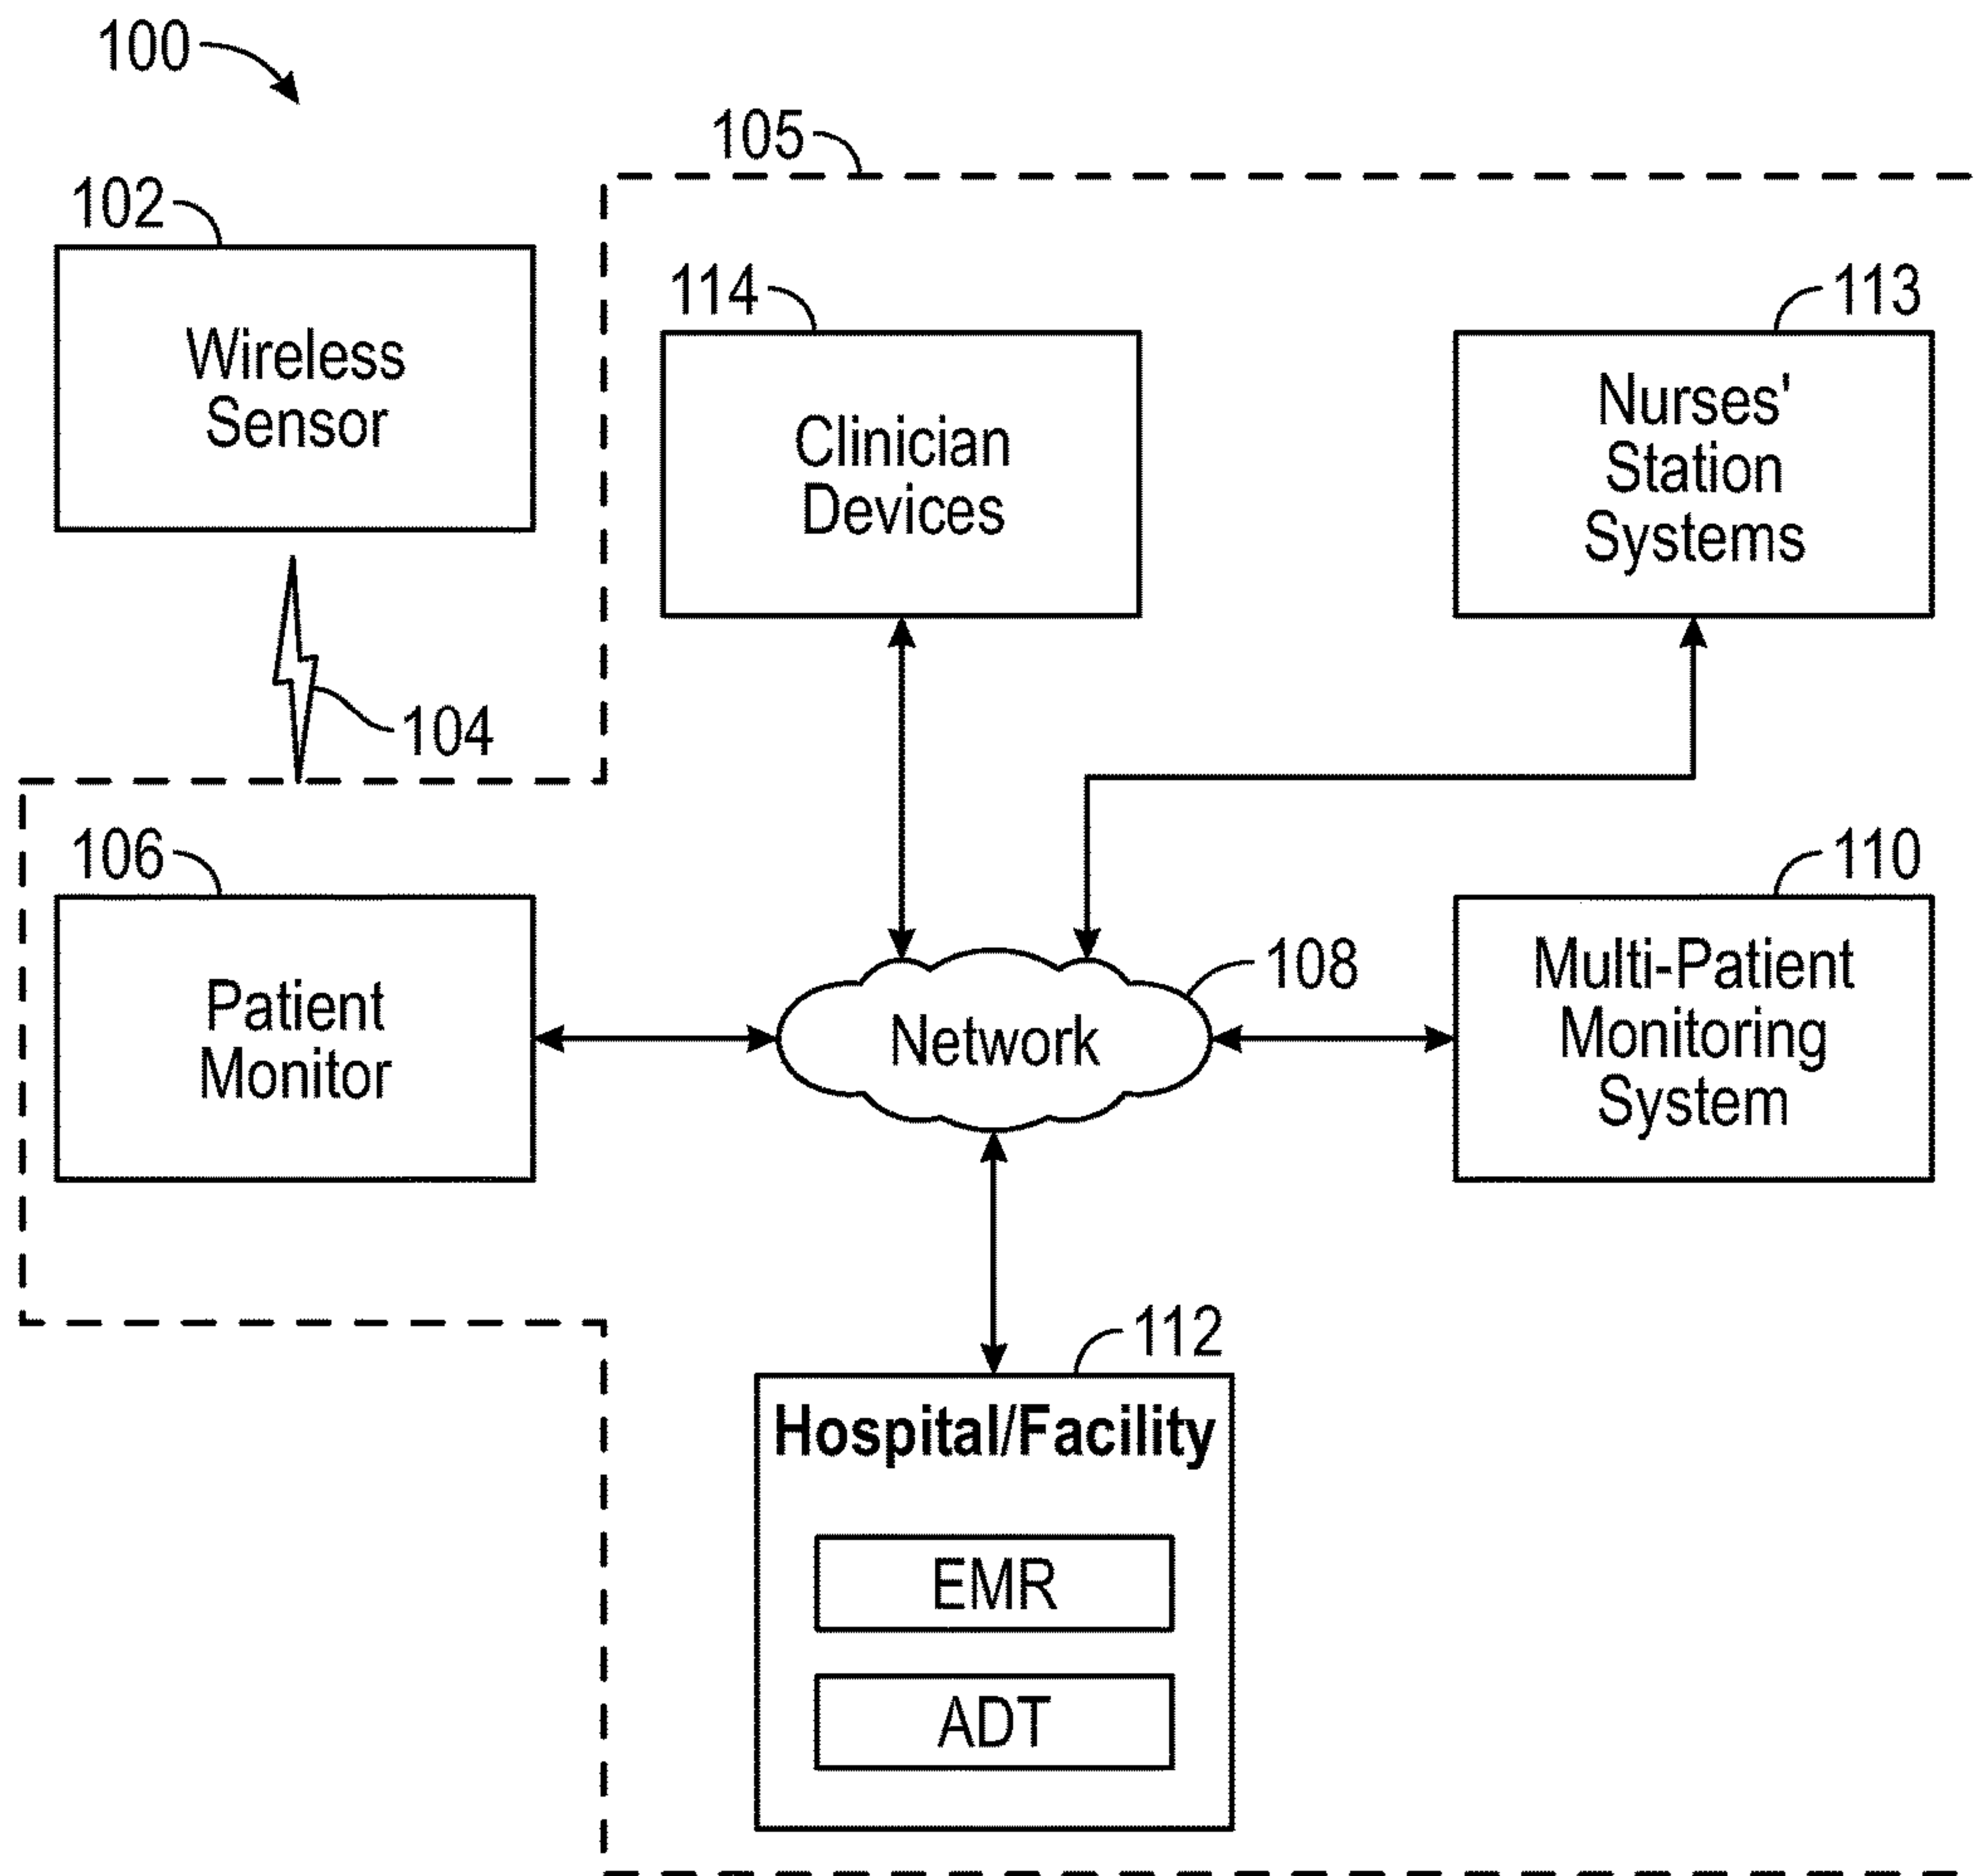 100
105
102
Wireless
Sensor
114
Clinician
Devices
113
Nurses'
Station
Systems
104
106
Patient
Monitor
108
Network
110
Multi-Patient
Monitoring
System
112
Hospital/Facility
EMR
ADT